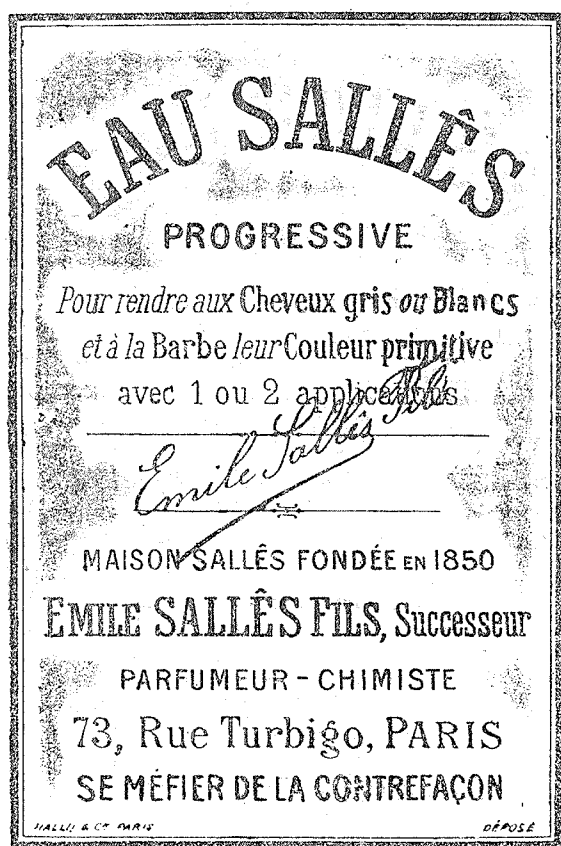 EAU SALLÊS
PROGRESSIVE
Pour rendre aux Cheveux gris ou Blancs
et à la Barbe leur Couleur primitive
avec 1 ou 2 applications
Emile Sallês Fils
MAISON SALLÊS FONDÉE EN 1850
EMILE SALLÊS FILS, Successeur
PARFUMEUR - CHIMISTE
73, Rue Turbigo, PARIS
SE MÉFIER DE LA CONTREFAÇON
& Cie PARIS
DÉPOSÉ